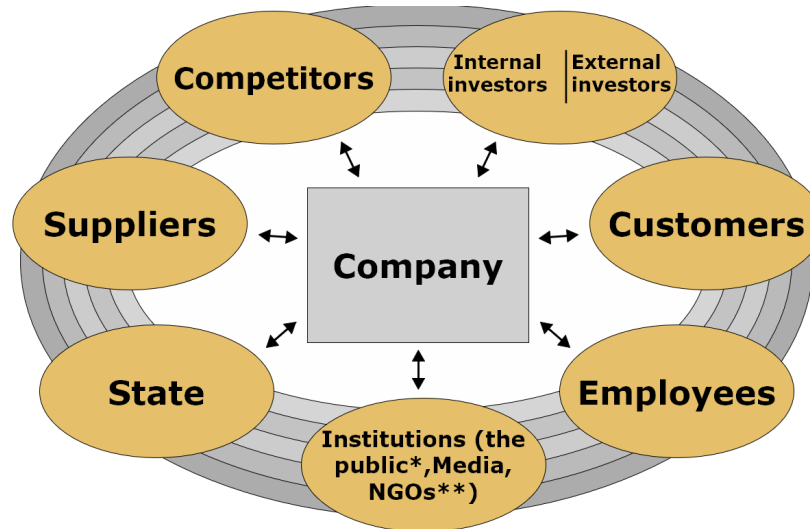 Competitors
Internal investors
External investors
Suppliers
Customers
Company
State
Employees
Institutions (the
public*,Media,
NGOs**)